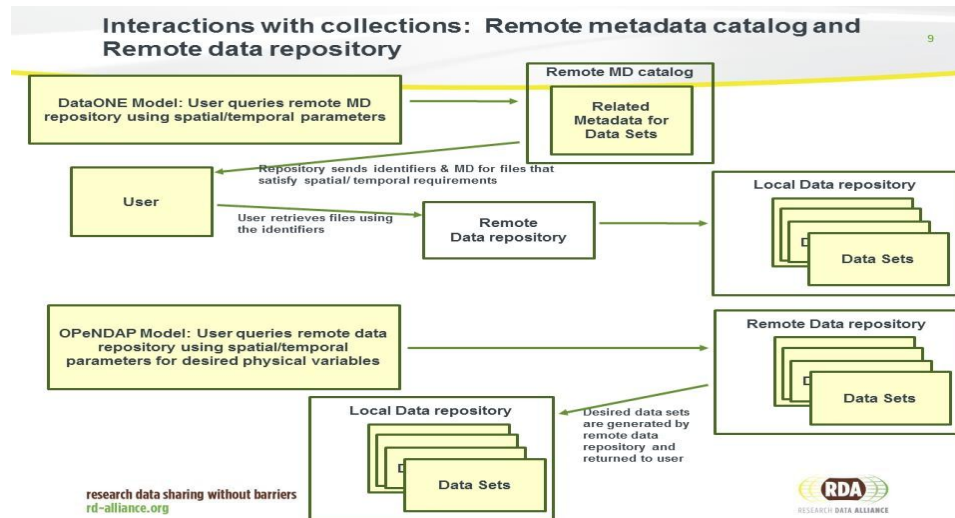 Interactions with collections: Remote metadata catalog and
Remote data repository
9
DataONE Model: User queries remote MD
repository using spatial/temporal parameters
Remote MD catalog
Related
Metadata for
Data Sets
Repository sends identifiers & MD for files that
satisfy spatial/ temporal requirements
User
User retrieves files using
the identifiers
Remote
Data repository
Local Data repository
D
Data Sets
OPeNDAP Model: User queries remote data
repository using spatial/temporal
parameters for desired physical variables
Remote Data repository
D
Data Sets
Local Data repository
D
Data Sets
Desired data sets
are generated by
remote data
repository and
returned to user
research data sharing without barriers
rd-alliance.org
RDA
RESEARCH DATA ALLIANCE